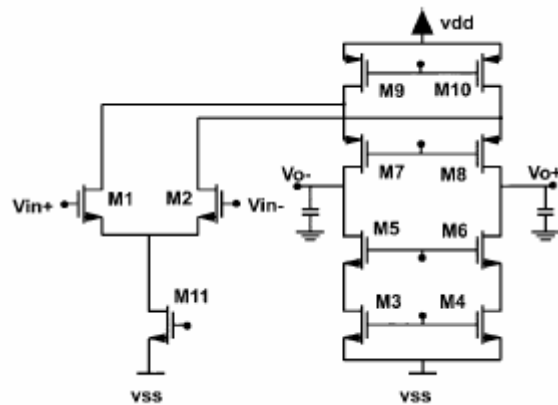 vdd
M9 M10
M7 M8
Vo- Vo+
Vin+ M1 M2 Vin-
M5 M6
M11 M3 M4
vss vss